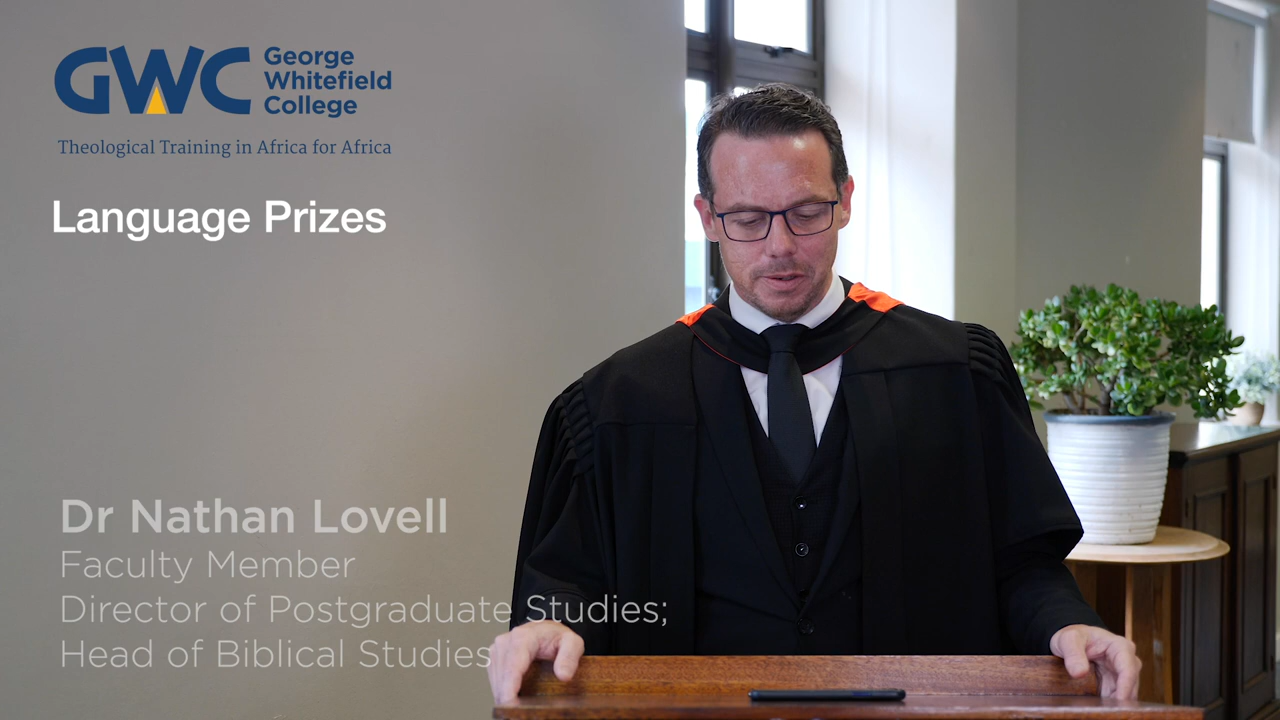 GWC
George
Whitefield
College
Theological Training in Africa for Africa
Language Prizes
Dr Nathan Lovell
Faculty Member
Director of Postgraduate Studies;
Head of Biblical Studies